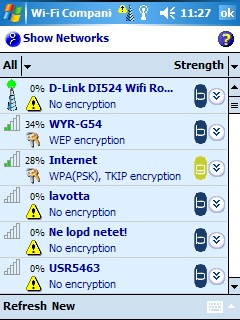 Wi-Fi Compani 11:27 ok
Show Networks ?
All Strength
0% D-Link DI524 Wifi Ro...
No encryption b
34% WYR-G54
WEP encryption b
28% Internet
WPA(PSK), TKIP encryption g
0% lavotta
No encryption b
0% Ne lopd netet!
No encryption b
0% USR5463
No encryption b
Refresh New